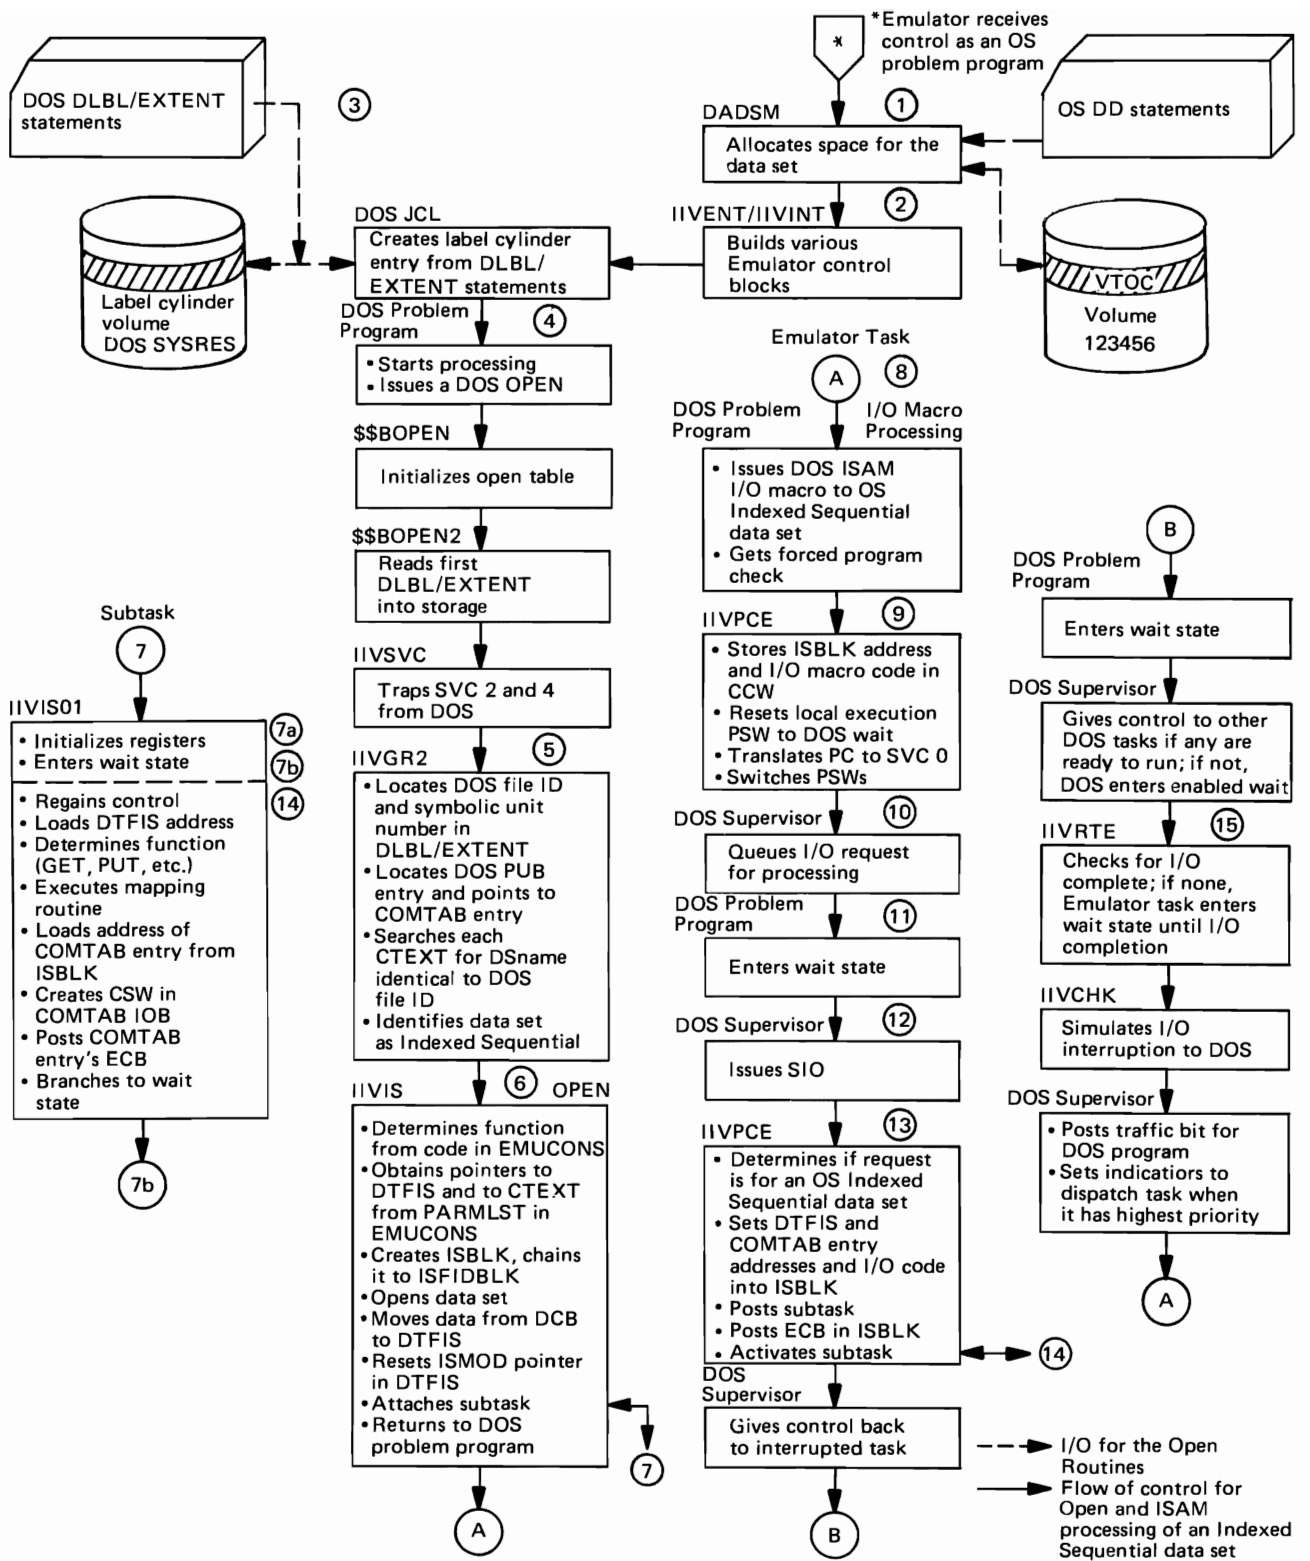 *Emulator receives
control as an OS
problem program
*
DOS DLBL/EXTENT
statements
3
1
DADSM
Allocates space for the
data set
OS DD statements
2
IIVENT/IIVINT
Builds various
Emulator control
blocks
VTOC
Volume
123456
DOS JCL
Creates label cylinder
entry from DLBL/
EXTENT statements
Label cylinder
volume
DOS SYSRES
DOS Problem
Program
4
• Starts processing
• Issues a DOS OPEN
$$BOPEN
Initializes open table
$$BOPEN2
Reads first
DLBL/EXTENT
into storage
IIVSVC
Traps SVC 2 and 4
from DOS
IIVGR2
5
• Locates DOS file ID
and symbolic unit
number in
DLBL/EXTENT
• Locates DOS PUB
entry and points to
COMTAB entry
• Searches each
CTEXT for DSname
identical to DOS
file ID
• Identifies data set
as Indexed Sequential
IIVIS
6
OPEN
• Determines function
from code in EMUCONS
• Obtains pointers to
DTFIS and to CTEXT
from PARMLST in
EMUCONS
• Creates ISBLK, chains
it to ISFIDBLK
• Opens data set
• Moves data from DCB
to DTFIS
• Resets ISMOD pointer
in DTFIS
• Attaches subtask
• Returns to DOS
problem program
7
A
Subtask
7
IIVIS01
• Initializes registers
7a
• Enters wait state
7b
14
• Regains control
• Loads DTFIS address
• Determines function
(GET, PUT, etc.)
• Executes mapping
routine
• Loads address of
COMTAB entry from
ISBLK
• Creates CSW in
COMTAB IOB
• Posts COMTAB
entry's ECB
• Branches to wait
state
7b
Emulator Task
A
8
DOS Problem
Program
I/O Macro
Processing
• Issues DOS ISAM
I/O macro to OS
Indexed Sequential
data set
• Gets forced program
check
IIVPCE
9
• Stores ISBLK address
and I/O macro code in
CCW
• Resets local execution
PSW to DOS wait
• Translates PC to SVC 0
• Switches PSWs
DOS Supervisor
10
Queues I/O request
for processing
DOS Problem
Program
11
Enters wait state
DOS Supervisor
12
Issues SIO
IIVPCE
13
• Determines if request
is for an OS Indexed
Sequential data set
• Sets DTFIS and
COMTAB entry
addresses and I/O code
into ISBLK
• Posts subtask
• Posts ECB in ISBLK
• Activates subtask
14
DOS
Supervisor
Gives control back
to interrupted task
B
B
DOS Problem
Program
Enters wait state
DOS Supervisor
Gives control to other
DOS tasks if any are
ready to run; if not,
DOS enters enabled wait
IIVRTE
15
Checks for I/O
complete; if none,
Emulator task enters
wait state until I/O
completion
IIVCHK
Simulates I/O
interruption to DOS
DOS Supervisor
• Posts traffic bit for
DOS program
• Sets indicatiors to
dispatch task when
it has highest priority
A
I/O for the Open
Routines
Flow of control for
Open and ISAM
processing of an Indexed
Sequential data set